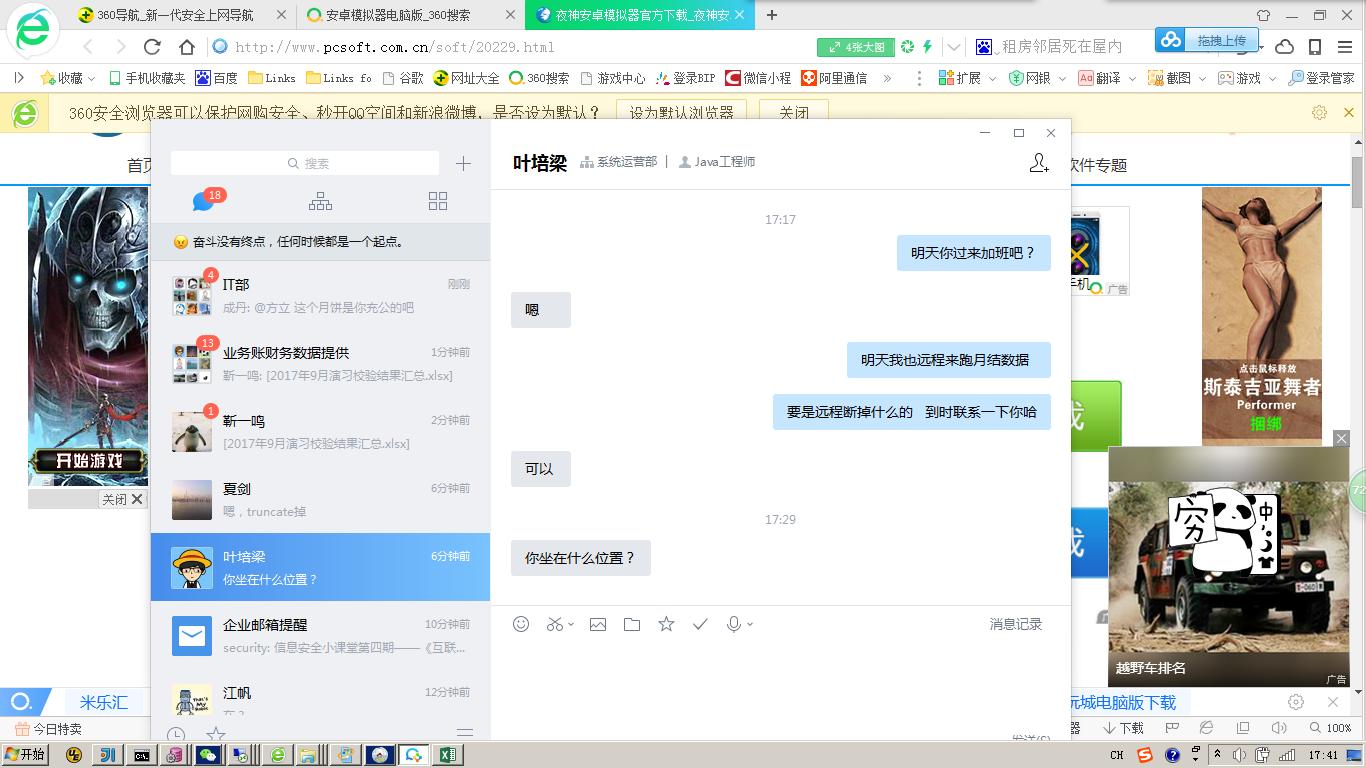 360导航_新一代安全上网导航
安卓模拟器电脑版_360搜索
夜神安卓模拟器官方下载_夜神安
http://www.pcsoft.com.cn/soft/20229.html
4张大图
租房邻居死在屋内
拖拽上传
收藏
手机收藏夹
百度
Links
Links fo
谷歌
网址大全
360搜索
游戏中心
登录BIP
微信小程
阿里通信
扩展
网银
翻译
截图
游戏
登录管家
360安全浏览器可以保护网购安全、秒开QQ空间和新浪微博，是否设为默认？
设为默认浏览器
关闭
首页
软件专题
搜索
18
奋斗没有终点，任何时候都是一个起点。
4
IT部
刚刚
成丹: @方立 这个月饼是你充公的吧
13
业务账财务数据提供
1分钟前
靳一鸣: [2017年9月演习校验结果汇总.xlsx]
1
靳一鸣
2分钟前
[2017年9月演习校验结果汇总.xlsx]
夏剑
6分钟前
嗯，truncate掉
叶培梁
6分钟前
你坐在什么位置？
企业邮箱提醒
10分钟前
security: 信息安全小课堂第四期——《互联...
江帆
12分钟前
叶培梁
系统运营部
Java工程师
17:17
明天你过来加班吧？
嗯
明天我也远程来跑月结数据
要是远程断掉什么的 到时联系一下你哈
可以
17:29
你坐在什么位置？
消息记录
发送(S)
开始游戏
关闭
手机
广告
点击鼠标释放
斯泰吉亚舞者
Performer
捆绑
载
载
72
穷
中
越野车排名
广告
米乐汇
玩城电脑版下载
今日特卖
器
下载
100%
开始
CH
17:41